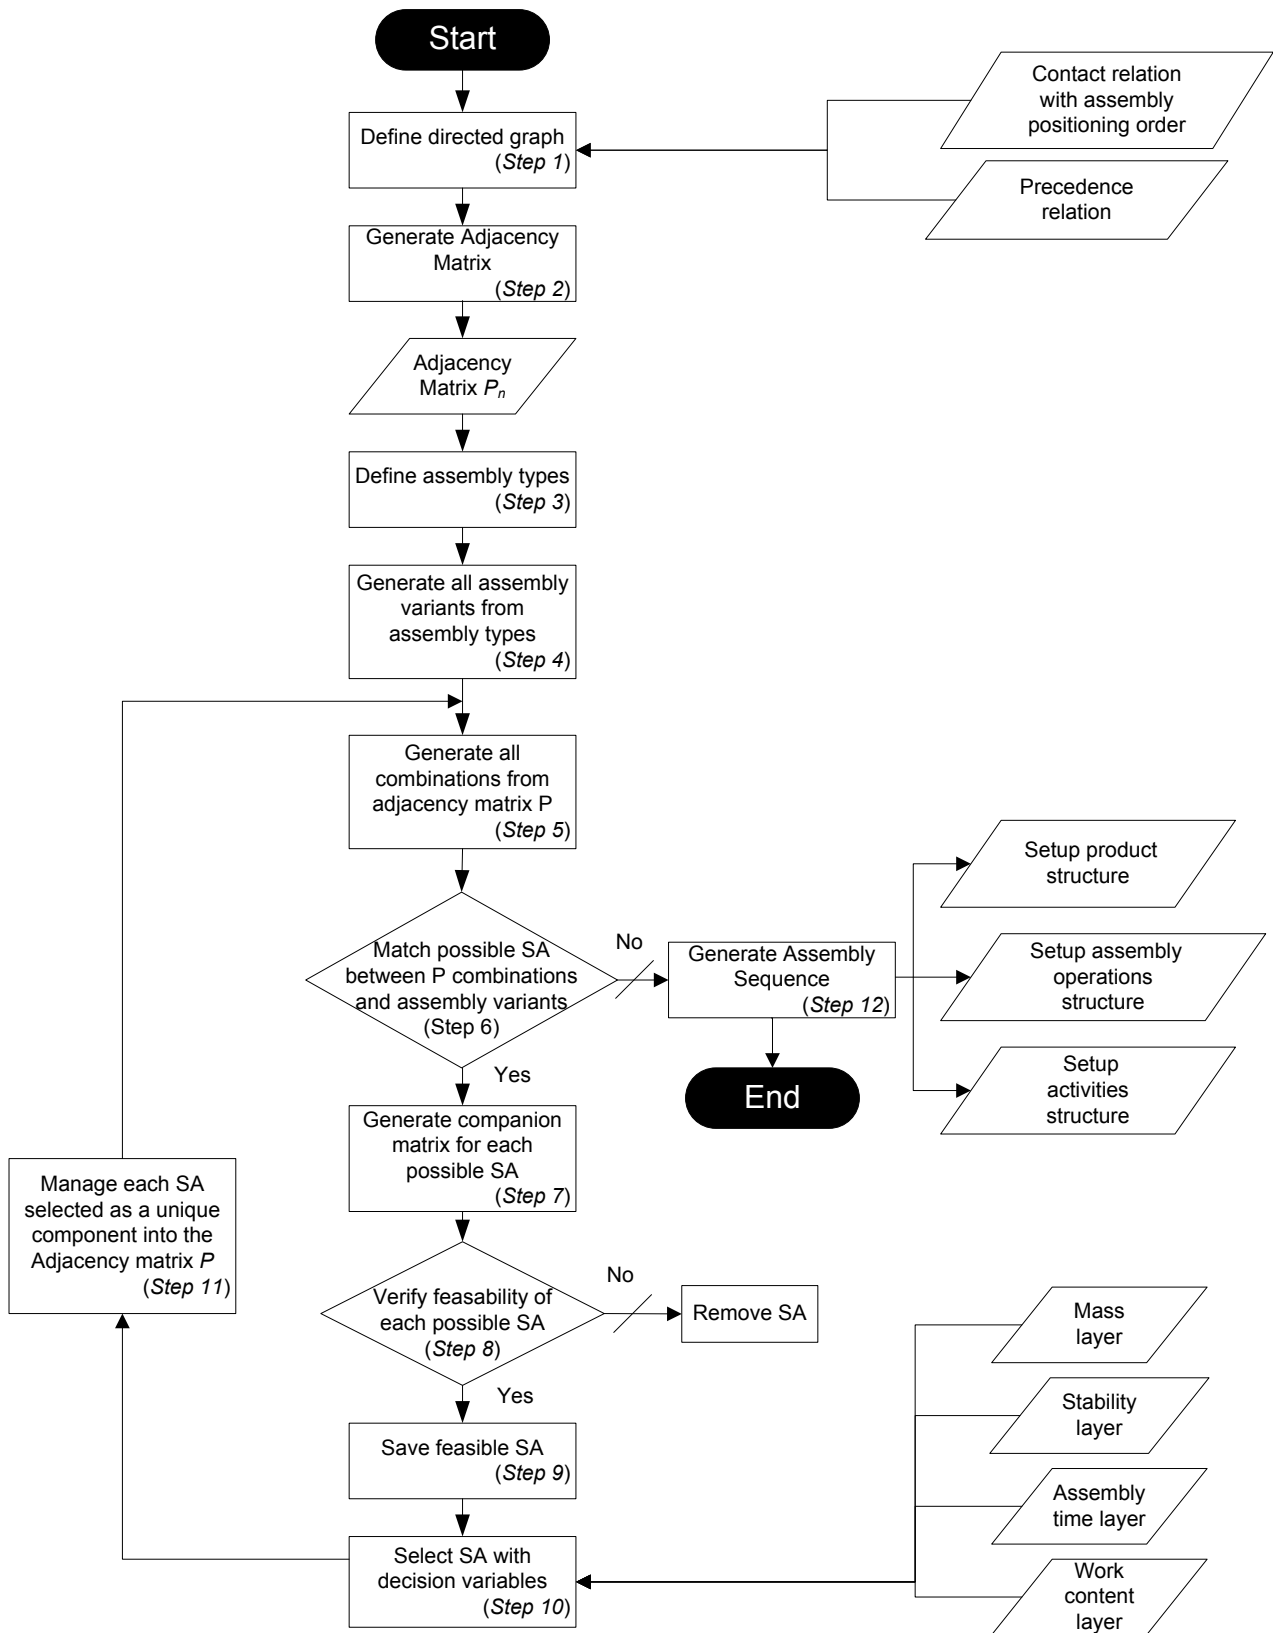 Start
Contact relation
with assembly
positioning order
Define directed graph
(Step 1)
Precedence
relation
Generate Adjacency
Matrix
(Step 2)
Adjacency
Matrix Pn
Define assembly types
(Step 3)
Generate all assembly
variants from
assembly types
(Step 4)
Generate all
combinations from
adjacency matrix P
(Step 5)
Match possible SA
between P combinations
and assembly variants
(Step 6)
No
Generate Assembly
Sequence
(Step 12)
Setup product
structure
Setup assembly
operations
structure
Setup
activities
structure
End
Yes
Generate companion
matrix for each
possible SA
(Step 7)
Manage each SA
selected as a unique
component into the
Adjacency matrix P
(Step 11)
Verify feasability of
each possible SA
(Step 8)
No
Remove SA
Yes
Save feasible SA
(Step 9)
Select SA with
decision variables
(Step 10)
Mass
layer
Stability
layer
Assembly
time layer
Work
content
layer